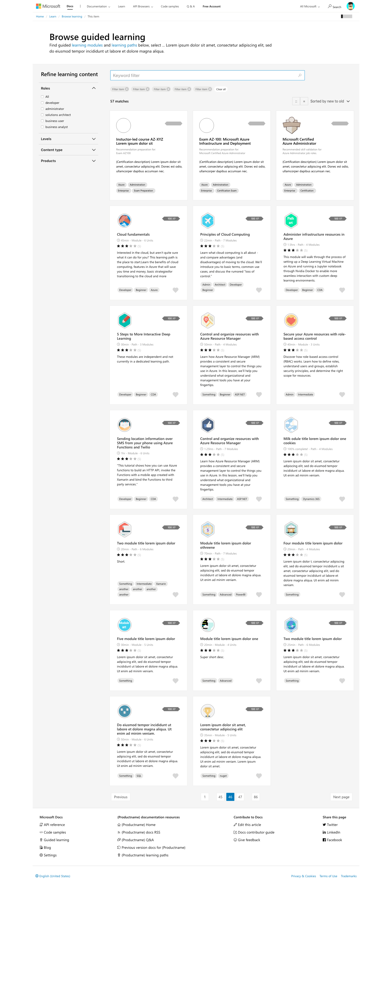 Microsoft Docs | Documentation Learn API Browsers Code samples Q & A Free Account All Microsoft Search
Home / Learn / Browse learning / This item
Browse guided learning
Find guided learning modules and learning paths below, select ... Lorem ipsum dolor sit amet, consectetur adipiscing elit, sed
do eiusmod tempor incididunt ut labore et dolore magna aliqua.
Refine learning content
Roles
All
developer
administrator
solutions architect
business user
business analyst
Levels
Content type
Products
Keyword filter
Filter item Filter item Filter item Filter item Filter item Clear all
57 matches
Sorted by new to old
Instuctor-led course AZ-XYZ
Lorem ipsum dolor sit
Recommendation preparation for:
Exam AZ100
{Certification description} Lorem ipsum dolor sit
amet, consectetur adipiscing elit. Donec est odio,
ullamcorper dapibus accumsan nec.
Azure Adminstration
Enterprise Exam Preparation
Exam AZ-100: Microsoft Azure
Infrastructure and Deployment
Recommendation preparation for:
Microsoft Certified Azure Administrator
{Certification description} Lorem ipsum dolor sit
amet, consectetur adipiscing elit. Donec est odio,
ullamcorper dapibus accumsan nec.
Azure Adminstration
Enterprise Certification Exam
Microsoft Certified
Azure Administrator
Recommended skill validation for
Azure Adminstrator job roles.
{Certification description} Lorem ipsum dolor sit
amet, consectetur adipiscing elit. Donec est odio,
ullamcorper dapibus accumsan nec.
Azure Adminstration
Enterprise Certification
100 XP
Cloud fundamentals
45min - Module - 6 Units
(5)
Interested in the cloud, but aren't quite sure
what it can do for you? This learning path is
the place to start.Learn the benefits of cloud
computing, features in Azure that will save
you time and money, basic strategiesfor
transitioning to the cloud and more
Developer Beginner Azure
100 XP
Principles of Cloud Computing
22min - Path - 7 Modules
(5)
Learn what cloud computing is all about -
and compare advantages (and
disadvantages) of moving to the cloud. We'll
introduce you to basic terms, common use
cases, and discuss the rumored "loss of
control."
Admin Architect Developer
Beginner
Path
art
100 XP
Administer infrastructure resources in
Azure
1.5hrs - Path - 4 Modules
(5)
This module will walk through the process of
setting up a Deep Learning Virtual Machine
on Azure and running a Jupyter notebook
through Nvidia Docker to enable more
seamless interaction with custom deep
learning environments.
Developer Beginner CDA
100 XP
5 Steps to More Interactive Deep
Learning
30min - Path - 3 Modules
(5)
These modules are independent and not
currently in a dedicated learning path.
Developer Beginner CDA
100 XP
Control and organize resources with
Azure Resource Manager
50min - Path - 4 Modules
(5)
Learn how Azure Resource Manager (ARM)
provides a consistent and secure
management layer to control the things you
use in Azure. In this lesson, we'll help you
understand what organizational and
management tools you have at your
fingertips.
Something Beginner ASP.NET
100 XP
Secure your Azure resources with role-
based access control
40min - Module - 3 Units
(5)
Discover how role-based access control
(RBAC) works. Learn how to define roles,
understand users and groups, establish
security principles, and determine the right
scope for resources.
Admin Intermediate
100 XP
Sending location information over
SMS from your phone using Azure
Functions and Twilio
1hr - Module - 6 Units
(5)
"This tutorial shows how you can use Azure
functions to build an HTTP API, invoke the
Functions with a mobile app created with
Xamarin and bind the Functions to third
party services."
Developer Beginner CDA
100 XP
Control and organize resources with
Azure Resource Manager
1.25hrs - Path - 7 Modules
(5)
Learn how Azure Resource Manager (ARM)
provides a consistent and secure
management layer to control the things you
use in Azure. In this lesson, we'll help you
understand what organizational and
management tools you have at your
fingertips.
Architect Intermediate ASP.NET
100 XP
Milk odule title lorem ipsum dolor one
cookies
100% complete! - Path - 4 Modules
(5)
Lorem ipsum dolor sit amet, consectetur
adipiscing elit, sed do eiusmod tempor
incididunt ut labore et dolore magna aliqua.
Ut enim ad minim veniam.
Something Dynamics 365
100 XP
Two module title lorem ipsum dolor
20min - Path - 6 Modules
(5)
Short.
Something Intermediate Xamarin
another another another
another
100 XP
Module title lorem ipsum dolor
othreene
70min - Path - 7 Modules
(5)
Lorem ipsum dolor sit amet, consectetur
adipiscing elit, sed do eiusmod tempor
incididunt ut labore et dolore magna aliqua.
Ut enim ad minim veniam.
Something Advanced PowerBI
100 XP
Four module title lorem ipsum dolor
20min - Path - 4 Modules
(5)
Lorem ipsum dolor t, consectetur adipiscing
elit, sed do eiusmod tempor incididunt u sit
amet, consectetur adipiscing elit, sed do
eiusmod tempor incididunt ut labore et
dolore magna aliqua. Ut enim ad minim
veniam.
Something
Module
art
100 XP
Five module title lorem ipsum dolor
30min - Module - 5 Units
(5)
Lorem ipsum dolor sit amet, consectetur
adipiscing elit, sed do eiusmod tempor
incididunt ut labore et dolore magna aliqua.
Ut enim ad minim veniam.
Something
100 XP
Module title lorem ipsum dolor one
20min - Module - 4 Units
(5)
Super short desc.
Something Advanced
100 XP
Two module title lorem ipsum dolor
25min - Path - 6 Modules
(5)
Lorem ipsum dolor sit amet, consectetur
adipiscing elit, sed do eiusmod tempor
incididunt ut labore et dolore magna aliqua.
Ut enim ad minim veniam.
Something
100 XP
Do eiusmod tempor incididunt ut
labore et dolore magna aliqua. Ut
enim ad minim veniam.
50min - Module - 6 Units
(5)
Lorem ipsum dolor sit amet, consectetur
adipiscing elit, sed do eiusmod tempor
incididunt ut labore et dolore magna aliqua.
Ut enim ad minim veniam.
Something SQL
100 XP
Lorem ipsum dolor sit amet,
consectetur adipiscing elit
35min - Module - 5 Units
(5)
Lorem ipsum dolor sit amet, consectetur
adipiscing elit, sed do eiusmod tempor
incididunt ut labore et dolore magna aliqua.
Ut enim ad minim veniam. Lorem ipsum
dolor sit amet.
Something nuget
Previous 1 45 46 47 86 Next page
Microsoft Docs
API reference
Code samples
Guided learning
Blog
Settings
{Productname} documentation resources
{Productname} Home
{Productname} docs RSS
{Productname} Q&A
Previous version docs for {Productname}
{Productname} learning paths
Contribute to Docs
Edit this article
Docs contributor guide
Give feedback
Share this page
Twitter
LinkedIn
Facebook
English (United States) Privacy & Cookies Terms of Use Trademarks